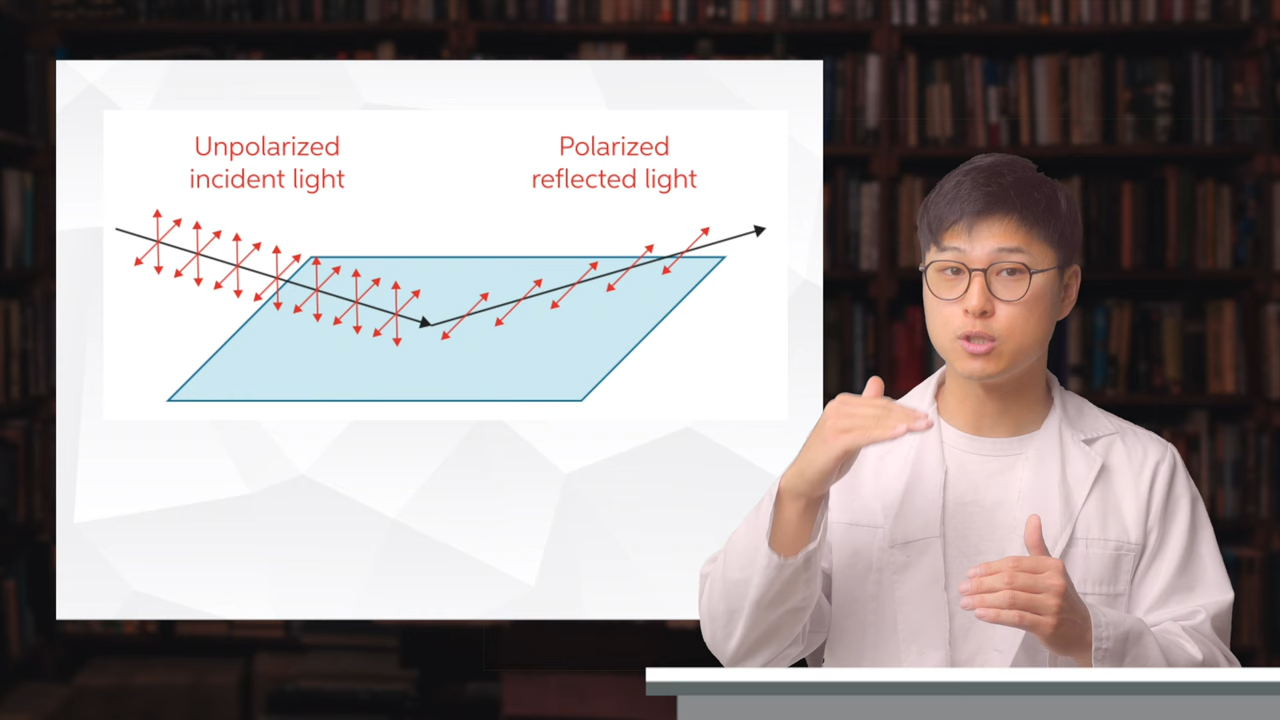 Unpolarized
incident light
Polarized
reflected light